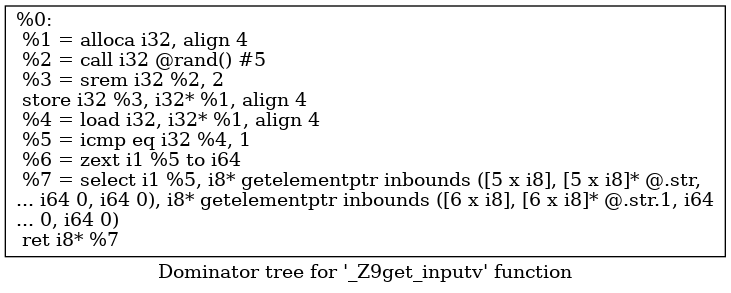 %0:
%1 = alloca i32, align 4
%2 = call i32 @rand() #5
%3 = srem i32 %2, 2
store i32 %3, i32* %1, align 4
%4 = load i32, i32* %1, align 4
%5 = icmp eq i32 %4, 1
%6 = zext i1 %5 to i64
%7 = select i1 %5, i8* getelementptr inbounds ([5 x i8], [5 x i8]* @.str,
... i64 0, i64 0), i8* getelementptr inbounds ([6 x i8], [6 x i8]* @.str.1, i64
... 0, i64 0)
ret i8* %7
Dominator tree for '_Z9get_inputv' function